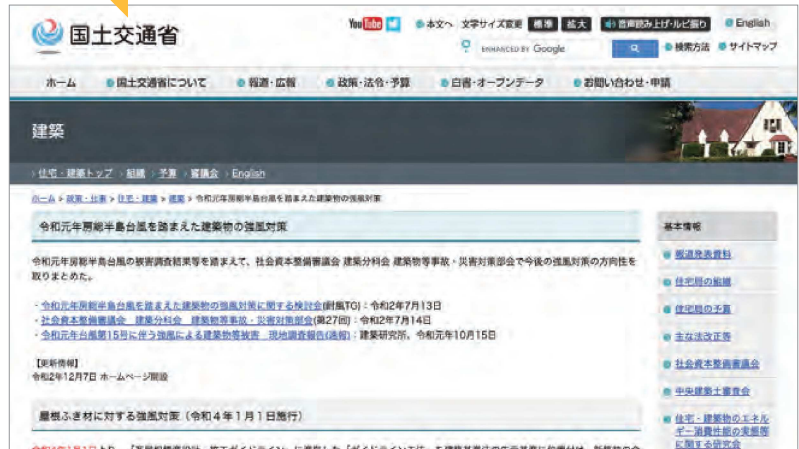 国土交通省
YouTube 本文へ 文字サイズ変更 標準 拡大 音声読み上げ・ルビ振り English
ENHANCED BY Google 検索方法 サイトマップ
ホーム 国土交通省について 報道・広報 政策・法令・予算 白書・オープンデータ お問い合わせ・申請
建築
住宅・建築トップ 組織 予算 審議会 English
ホーム > 政策・仕事 > 住宅・建築 > 建築 > 令和元年房総半島台風を踏まえた建築物の強風対策
令和元年房総半島台風を踏まえた建築物の強風対策
令和元年房総半島台風の被害調査結果等を踏まえて、社会資本整備審議会 建築分科会 建築物等事故・災害対策部会で今後の強風対策の方向性を
取りまとめた。
・令和元年房総半島台風を踏まえた建築物の強風対策に関する検討会(耐風TG)：令和2年7月13日
・社会資本整備審議会 建築分科会 建築物等事故・災害対策部会(第27回)：令和2年7月14日
・令和元年台風第15号に伴う強風による建築物等被害 現地調査報告(速報)：建築研究所、令和元年10月15日
【更新情報】
令和2年12月7日 ホームページ開設
屋根ふき材に対する強風対策（令和4年1月1日施行）
基本情報
報道発表資料
住宅局の組織
住宅局の予算
主な法改正等
社会資本整備審議会
中央建築士審査会
住宅・建築物のエネル
ギー消費性能の実態等
に関する研究会